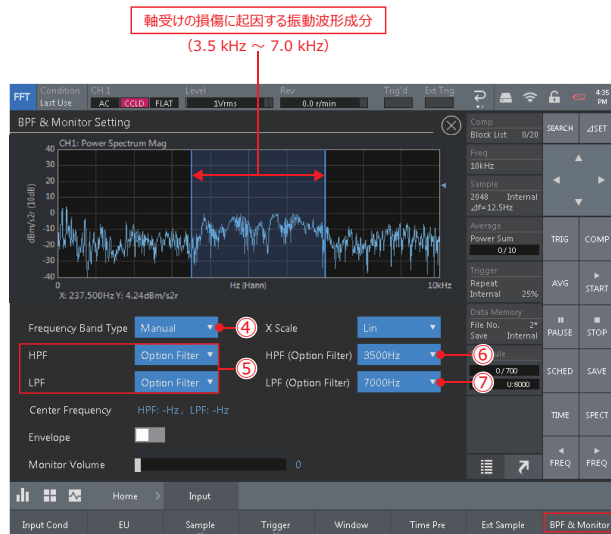 軸受けの損傷に起因する振動波形成分
（3.5 kHz ～ 7.0 kHz）
FFT Condition Last Use
CH 1 AC CCLD FLAT
Level 1Vrms
Rev 0.0 r/min
Trig'd Ext Trig
4:35 PM
BPF & Monitor Setting
CH1: Power Spectrum Mag
dBm/s2r (10dB)
40
30
20
10
0
-10
-20
-30
-40
0 Hz (Hann) 10kHz
X: 237.500Hz Y: 4.24dBm/s2r
Frequency Band Type Manual ④ X Scale Lin
HPF Option Filter ⑤ HPF (Option Filter) 3500Hz ⑥
LPF Option Filter LPF (Option Filter) 7000Hz ⑦
Center Frequency HPF: -Hz, LPF: -Hz
Envelope
Monitor Volume 0
Comp
Block List 0/20
Freq
10kHz
Sample
2048 Internal
⊿f=12.5Hz
Average
Power Sum
0/10
Trigger
Repeat
Internal 25%
Data Memory
File No. 2*
Save Internal
0/700
U:8000
SEARCH ⊿SET
TRIG COMP
AVG START
PAUSE STOP
SCHED SAVE
TIME SPECT
FREQ FREQ
Home > Input
Input Cond EU Sample Trigger Window Time Pre Ext Sample BPF & Monitor